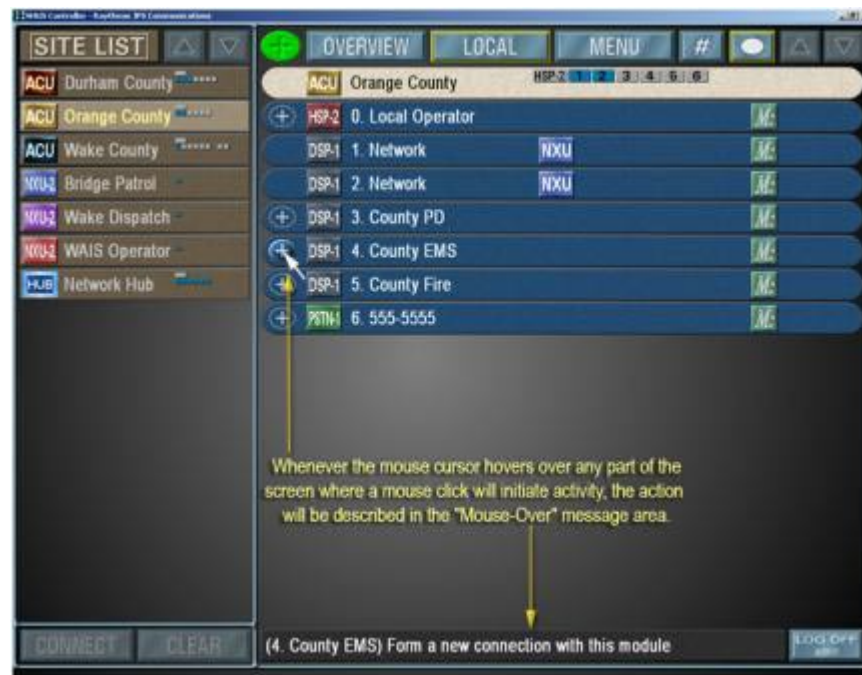 WAIS Controller - Raytheon JPS Communications
SITE LIST
OVERVIEW LOCAL MENU #
ACU Durham County
ACU Orange County
ACU Wake County
NXU-2 Bridge Patrol
NXU-2 Wake Dispatch
NXU-2 WAIS Operator
HUB Network Hub
ACU Orange County HSP-2 1 2 3 4 5 6
HSP-2 0. Local Operator M:
DSP-1 1. Network NXU M:
DSP-1 2. Network NXU M:
DSP-1 3. County PD M:
DSP-1 4. County EMS M:
DSP-1 5. County Fire M:
PSTN-1 6. 555-5555 M:
Whenever the mouse cursor hovers over any part of the
screen where a mouse click will initiate activity, the action
will be described in the "Mouse-Over" message area.
CONNECT CLEAR
(4. County EMS) Form a new connection with this module
LOG OFF